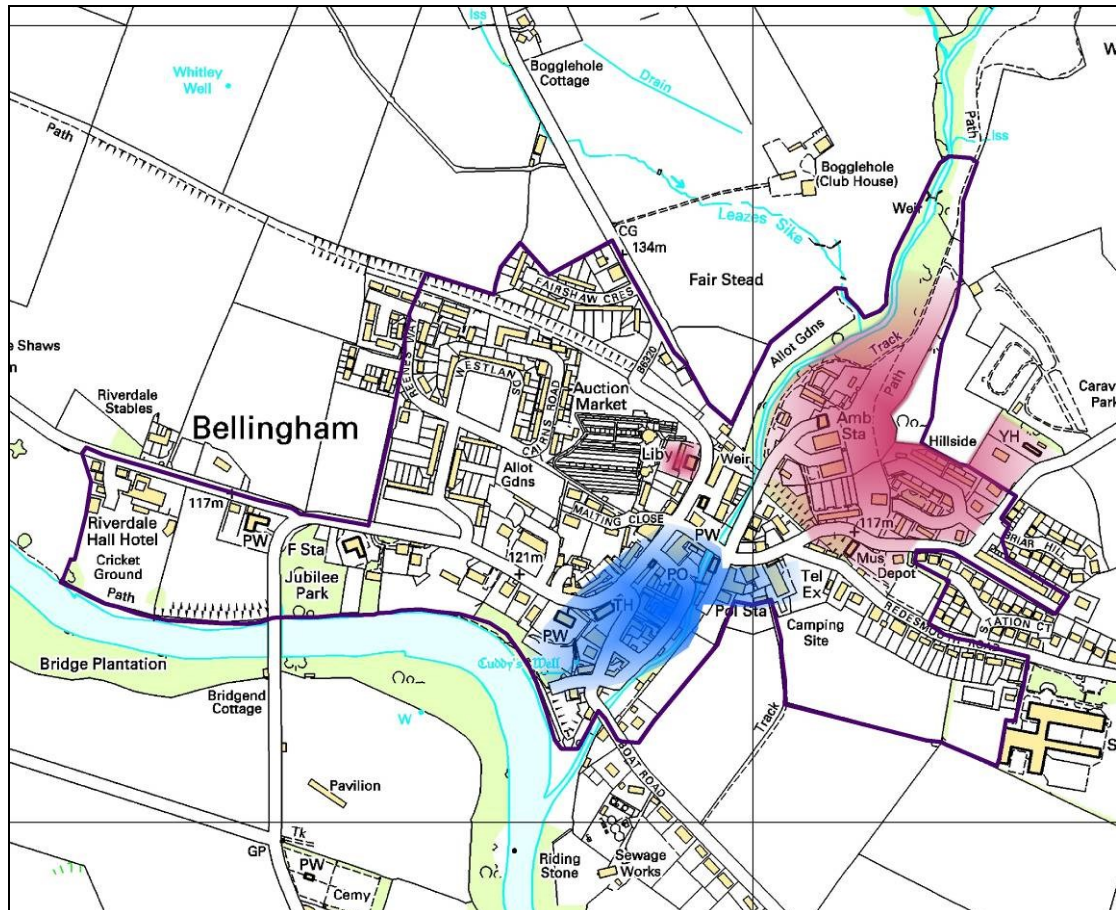 Iss
Bogglehole
Cottage
Whitley
Well
Drain
Path
Path
Iss
Bogglehole
(Club House)
Weir
Leazes Sike
CG
134m
Fair Stead
FAIRSHAW CRES
Allot Gdns
Track
Path
B6320
REENES WAY
WESTLANDS
CAIRNS ROAD
Auction
Market
e Shaws
Riverdale
Stables
Bellingham
Amb
Sta
Carav
Park
Hillside
YH
Liby
Weir
Allot
Gdns
117m
Riverdale
Hall Hotel
PW
MALTING CLOSE
117m
Cricket
Ground
F Sta
121m
PW
Mus
Depot
BRIAR HILL
Path
Jubilee
Park
PO
TH
Pol Sta
Tel
Ex
STATION CT
PW
Camping
Site
REDESMOUTH ROAD
Cuddy's Well
Bridge Plantation
Bridgend
Cottage
W
Track
BOAT ROAD
Pavilion
Tk
GP
PW
Cemy
Riding
Stone
Sewage
Works